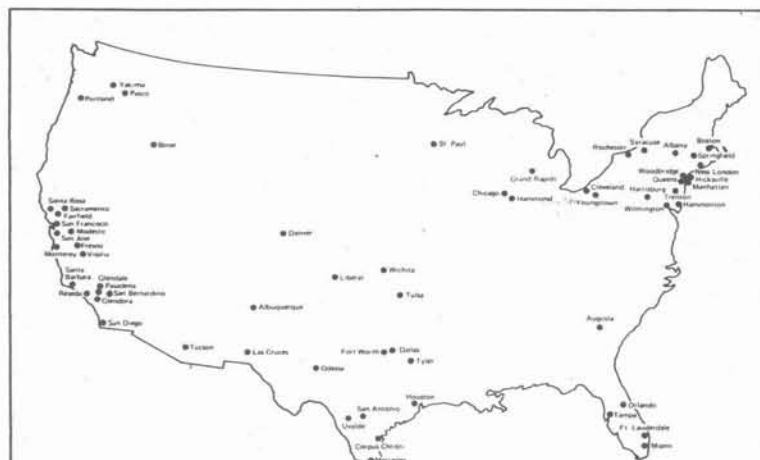 Yakima
Pasco
Portland
Boise
St Paul
Grand Rapids
Chicago
Hammond
Rochester
Syracuse
Albany
Boston
Springfield
Woodbridge
New London
Queens
Hicksville
Manhattan
Cleveland
Youngstown
Harrisburg
Trenton
Wilmington
Hammonton
Santa Rosa
Sacramento
Fairfield
San Francisco
Modesto
San Jose
Fresno
Monterey
Visalia
Santa
Barbara
Glendale
Pasadena
Reseda
San Bernardino
Glendora
San Diego
Denver
Liberal
Wichita
Tulsa
Albuquerque
Tucson
Las Cruces
Fort Worth
Dallas
Tyler
Odessa
Augusta
Houston
San Antonio
Uvalde
Corpus Christi
Orlando
Tampa
Ft Lauderdale
Miami